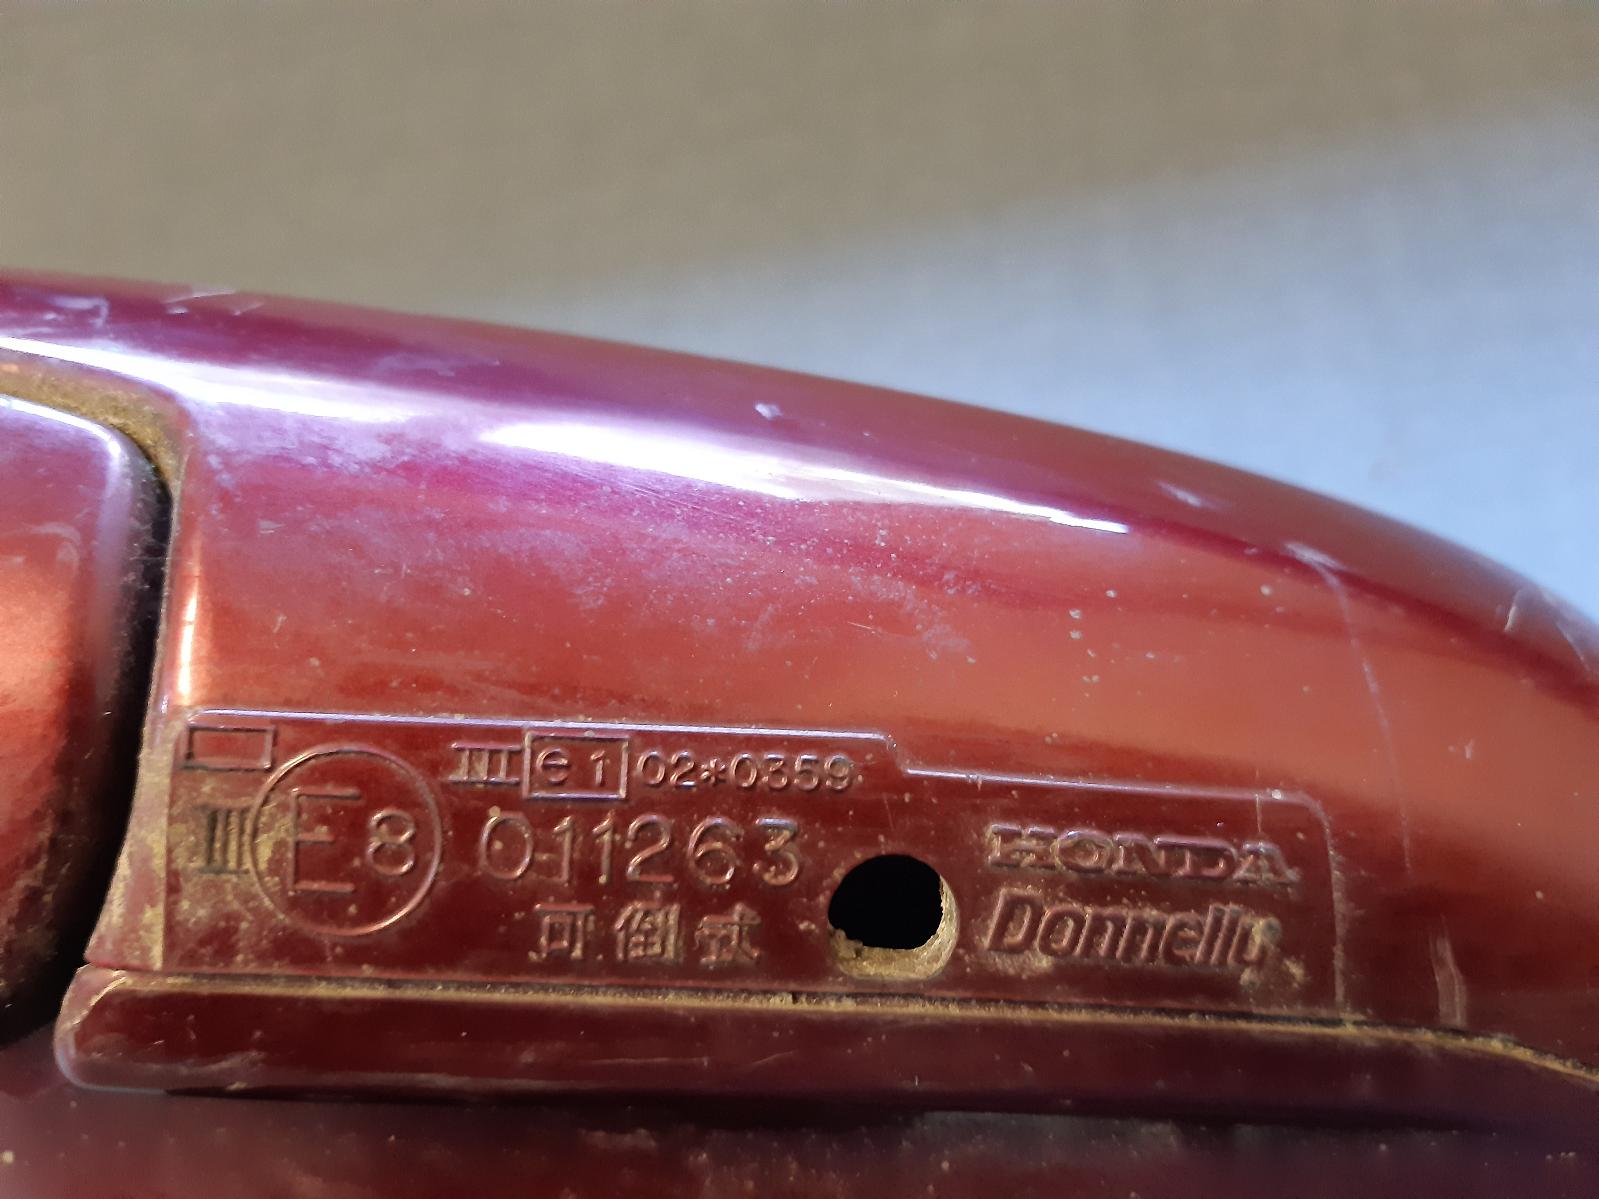 III e1 02*0359
III E8 011263
可倒式
HONDA
Donnelly